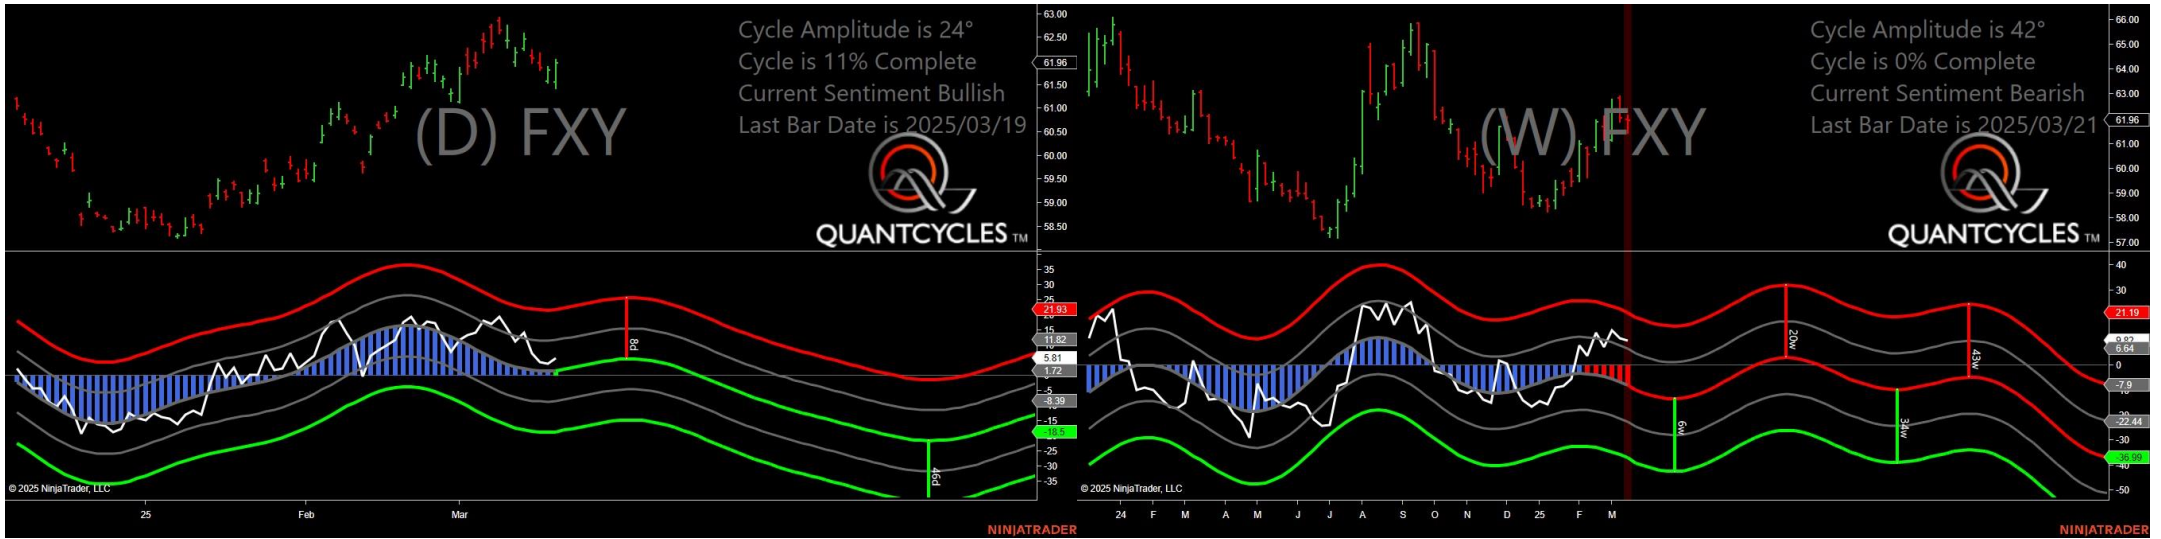 Cycle Amplitude is 24°
Cycle is 11% Complete
Current Sentiment Bullish
Last Bar Date is 2025/03/19
(D) FXY
QUANTCYCLES TM
63.00
62.50
61.96
61.50
61.00
60.50
60.00
59.50
59.00
58.50
35
30
25
21.93
15
11.82
5.81
1.72
-5
-8.39
-15
-18.5
-25
-30
-35
8d
46d
© 2025 NinjaTrader, LLC
25 Feb Mar
NINJATRADER
Cycle Amplitude is 42°
Cycle is 0% Complete
Current Sentiment Bearish
Last Bar Date is 2025/03/21
(W) FXY
QUANTCYCLES TM
66.00
65.00
64.00
63.00
61.96
61.00
60.00
59.00
58.00
57.00
40
30
21.19
9.82
6.64
0
-7.9
-22.44
-30
-36.99
-50
6w
20w
34w
43w
© 2025 NinjaTrader, LLC
24 F M A M J J A S O N D 25 F M
NINJATRADER